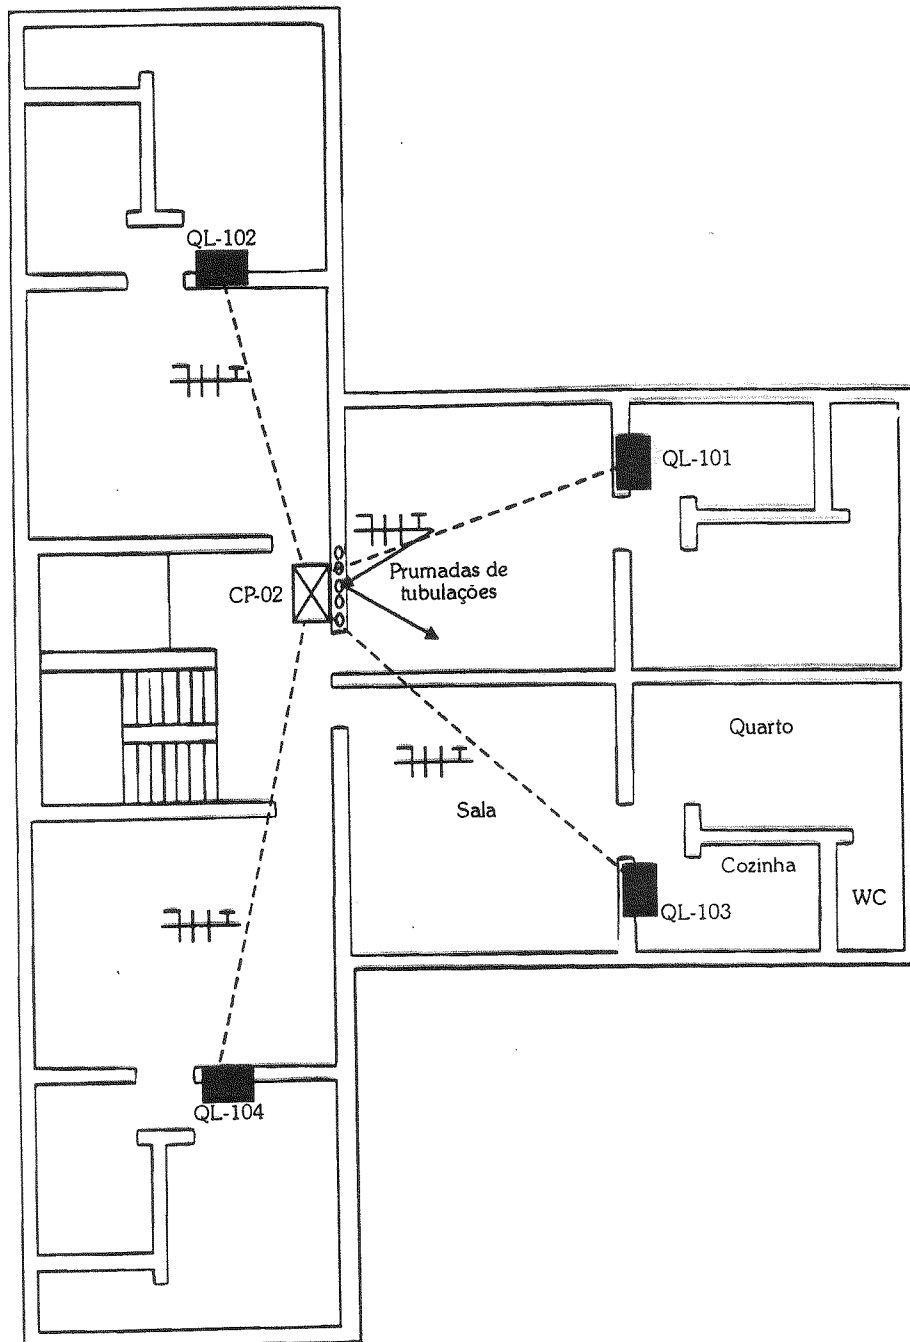 QL-102
QL-101
Prumadas de
tubulações
CP-02
Quarto
Sala
Cozinha
WC
QL-103
QL-104